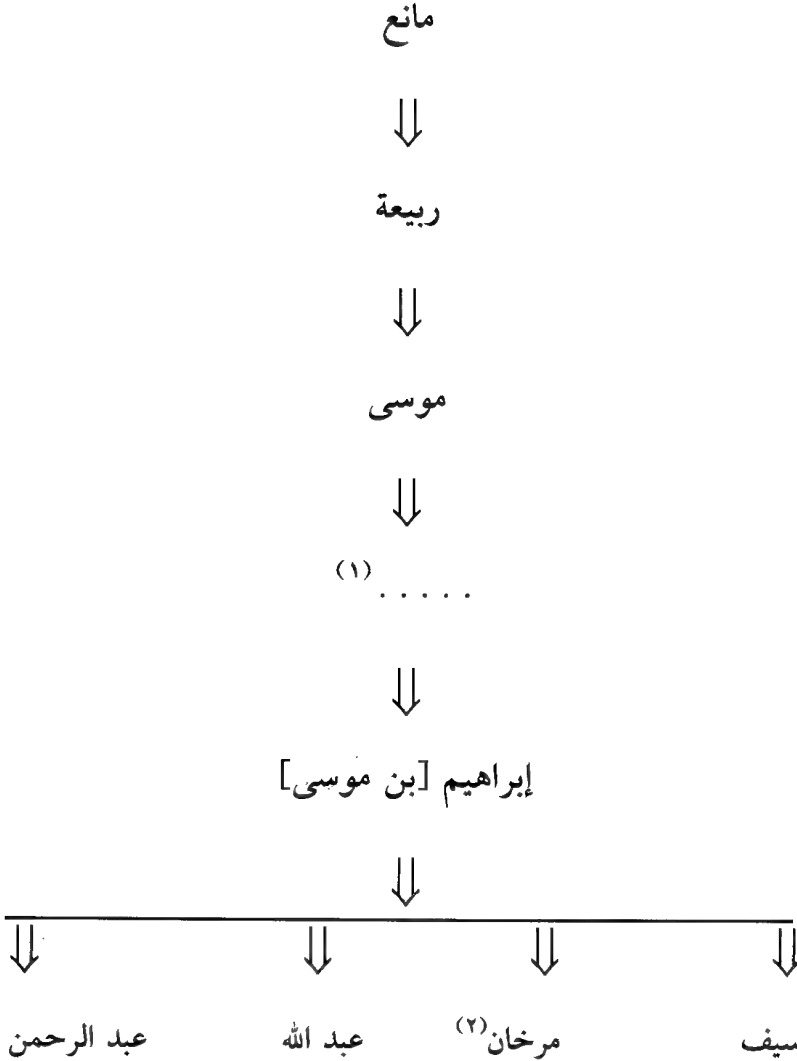 مانع
ربيعة
موسى
. . . . . (١)
إبراهيم [بن موسى]
سيف مرخان (٢) عبد الله عبد الرحمن